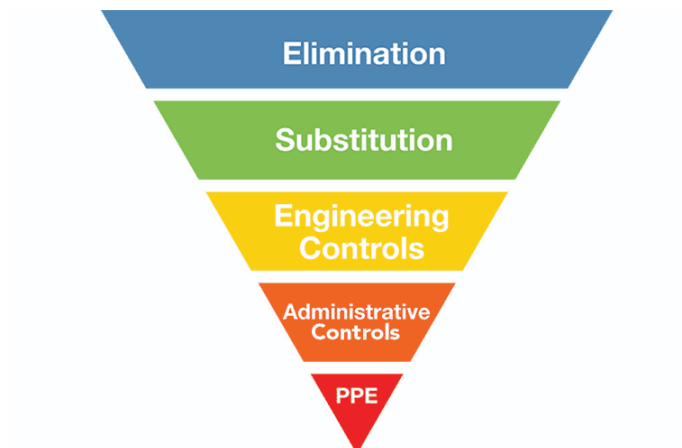 Elimination
Substitution
Engineering
Controls
Administrative
Controls
PPE